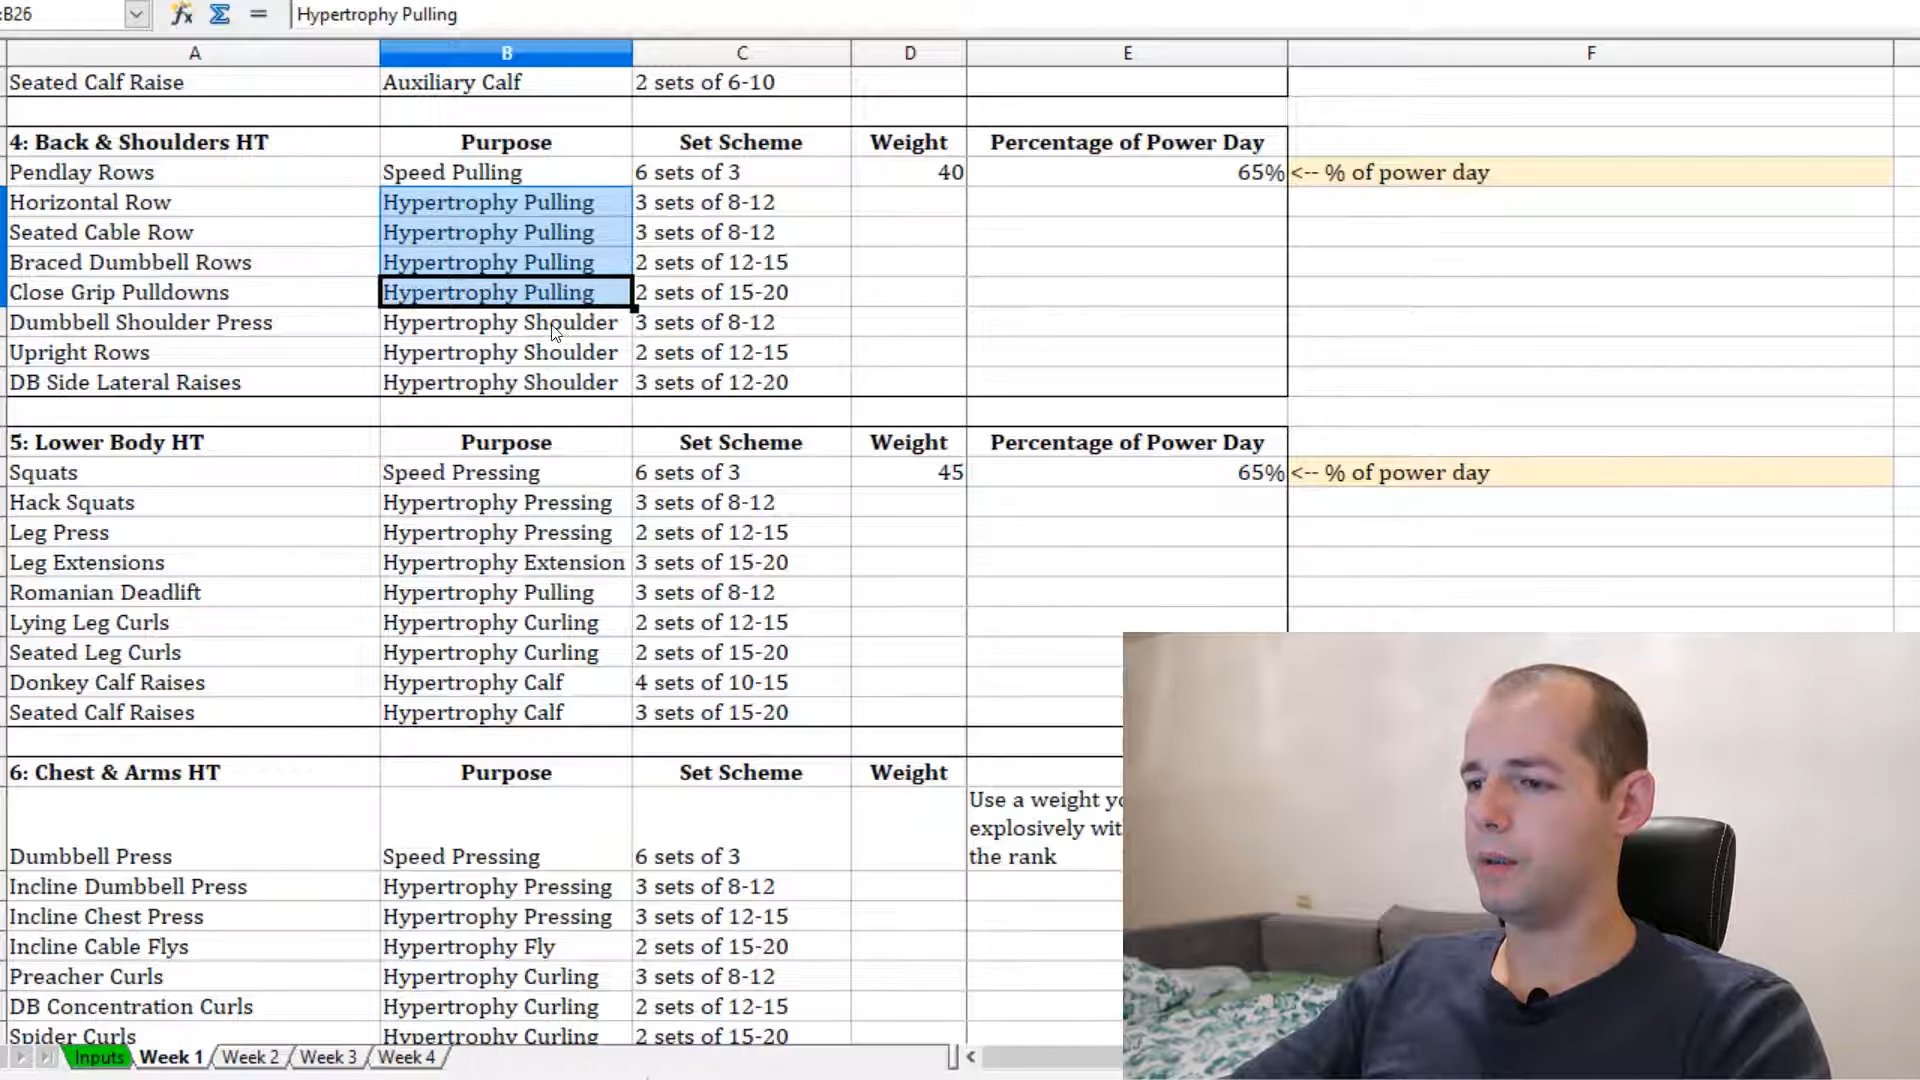 :B26 Hypertrophy Pulling
A B C D E F
Seated Calf Raise Auxiliary Calf 2 sets of 6-10
4: Back & Shoulders HT Purpose Set Scheme Weight Percentage of Power Day
Pendlay Rows Speed Pulling 6 sets of 3 40 65% <-- % of power day
Horizontal Row Hypertrophy Pulling 3 sets of 8-12
Seated Cable Row Hypertrophy Pulling 3 sets of 8-12
Braced Dumbbell Rows Hypertrophy Pulling 2 sets of 12-15
Close Grip Pulldowns Hypertrophy Pulling 2 sets of 15-20
Dumbbell Shoulder Press Hypertrophy Shoulder 3 sets of 8-12
Upright Rows Hypertrophy Shoulder 2 sets of 12-15
DB Side Lateral Raises Hypertrophy Shoulder 3 sets of 12-20
5: Lower Body HT Purpose Set Scheme Weight Percentage of Power Day
Squats Speed Pressing 6 sets of 3 45 65% <-- % of power day
Hack Squats Hypertrophy Pressing 3 sets of 8-12
Leg Press Hypertrophy Pressing 2 sets of 12-15
Leg Extensions Hypertrophy Extension 3 sets of 15-20
Romanian Deadlift Hypertrophy Pulling 3 sets of 8-12
Lying Leg Curls Hypertrophy Curling 2 sets of 12-15
Seated Leg Curls Hypertrophy Curling 2 sets of 15-20
Donkey Calf Raises Hypertrophy Calf 4 sets of 10-15
Seated Calf Raises Hypertrophy Calf 3 sets of 15-20
6: Chest & Arms HT Purpose Set Scheme Weight
Use a weight yo
explosively wit
Dumbbell Press Speed Pressing 6 sets of 3 the rank
Incline Dumbbell Press Hypertrophy Pressing 3 sets of 8-12
Incline Chest Press Hypertrophy Pressing 3 sets of 12-15
Incline Cable Flys Hypertrophy Fly 2 sets of 15-20
Preacher Curls Hypertrophy Curling 3 sets of 8-12
DB Concentration Curls Hypertrophy Curling 2 sets of 12-15
Spider Curls Hypertrophy Curling 2 sets of 15-20
Inputs Week 1 Week 2 Week 3 Week 4